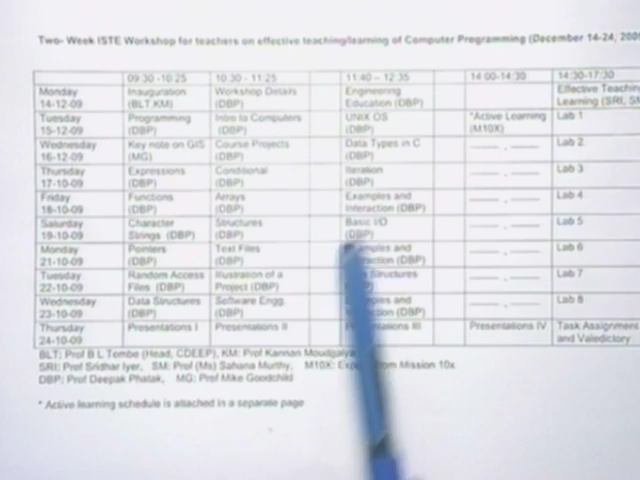 Two- Week ISTE Workshop for teachers on effective teaching/learning of Computer Programming (December 14-24, 2009
09:30 -10:25 10:30 - 11:25 11:40 – 12:35 14:00-14:30 14:30-17:30
Monday 14-12-09 Inauguration (BLT,KM) Workshop Details (DBP) Engineering Education (DBP) Effective Teaching Learning (SRI,
Tuesday 15-12-09 Programming (DBP) Intro to Computers (DBP) UNIX OS (DBP) *Active Learning (M10X) Lab 1
Wednesday 16-12-09 Key note on GIS (MG) Course Projects (DBP) Data Types in C (DBP) Lab 2
Thursday 17-10-09 Expressions (DBP) Conditional (DBP) Iteration (DBP) Lab 3
Friday 18-10-09 Functions (DBP) Arrays (DBP) Examples and Interaction (DBP) Lab 4
Saturday 19-10-09 Character Strings (DBP) Structures (DBP) Basic I/O (DBP) Lab 5
Monday 21-10-09 Pointers (DBP) Text Files (DBP) and (DBP) Lab 6
Tuesday 22-10-09 Random Access Files (DBP) Illustration of a Project (DBP) Structures Lab 7
Wednesday 23-10-09 Data Structures (DBP) Software Engg. (DBP) and (DBP) Lab 8
Thursday 24-10-09 Presentations I Presentations II III Presentations IV Task Assignment and Valedictory
BLT: Prof B L Tembe (Head, CDEEP), KM: Prof Kannan Moudgalya
SRI: Prof Sridhar Iyer, SM: Prof (Ms) Sahana Murthy, M10X: from Mission 10x
DBP: Prof Deepak Phatak, MG: Prof Mike Goodchild
* Active learning schedule is attached in a separate page